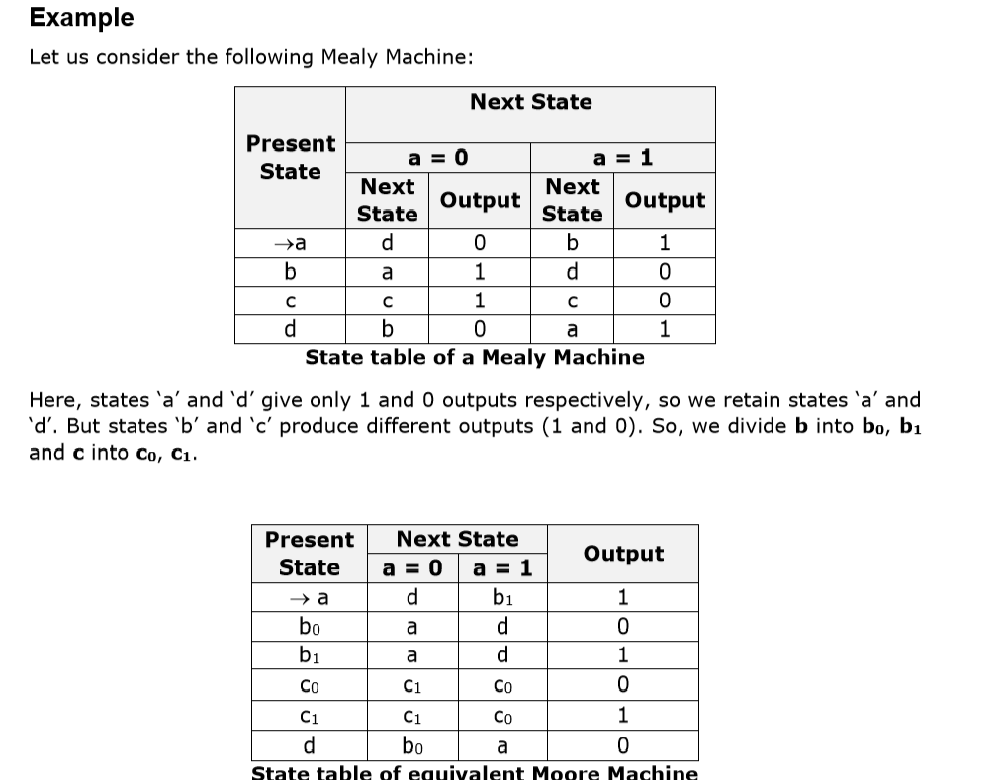 Example
Let us consider the following Mealy Machine:
Next State
Present
State
a = 0 a = 1
Next
State Output Next
State Output
→a d 0 b 1
b a 1 d 0
c c 1 c 0
d b 0 a 1
State table of a Mealy Machine
Here, states ‘a’ and ‘d’ give only 1 and 0 outputs respectively, so we retain states ‘a’ and
‘d’. But states ‘b’ and ‘c’ produce different outputs (1 and 0). So, we divide b into b₀, b₁
and c into c₀, c₁.
Present
State Next State Output
a = 0 a = 1
→ a d b₁ 1
b₀ a d 0
b₁ a d 1
c₀ c₁ c₀ 0
c₁ c₁ c₀ 1
d b₀ a 0
State table of equivalent Moore Machine